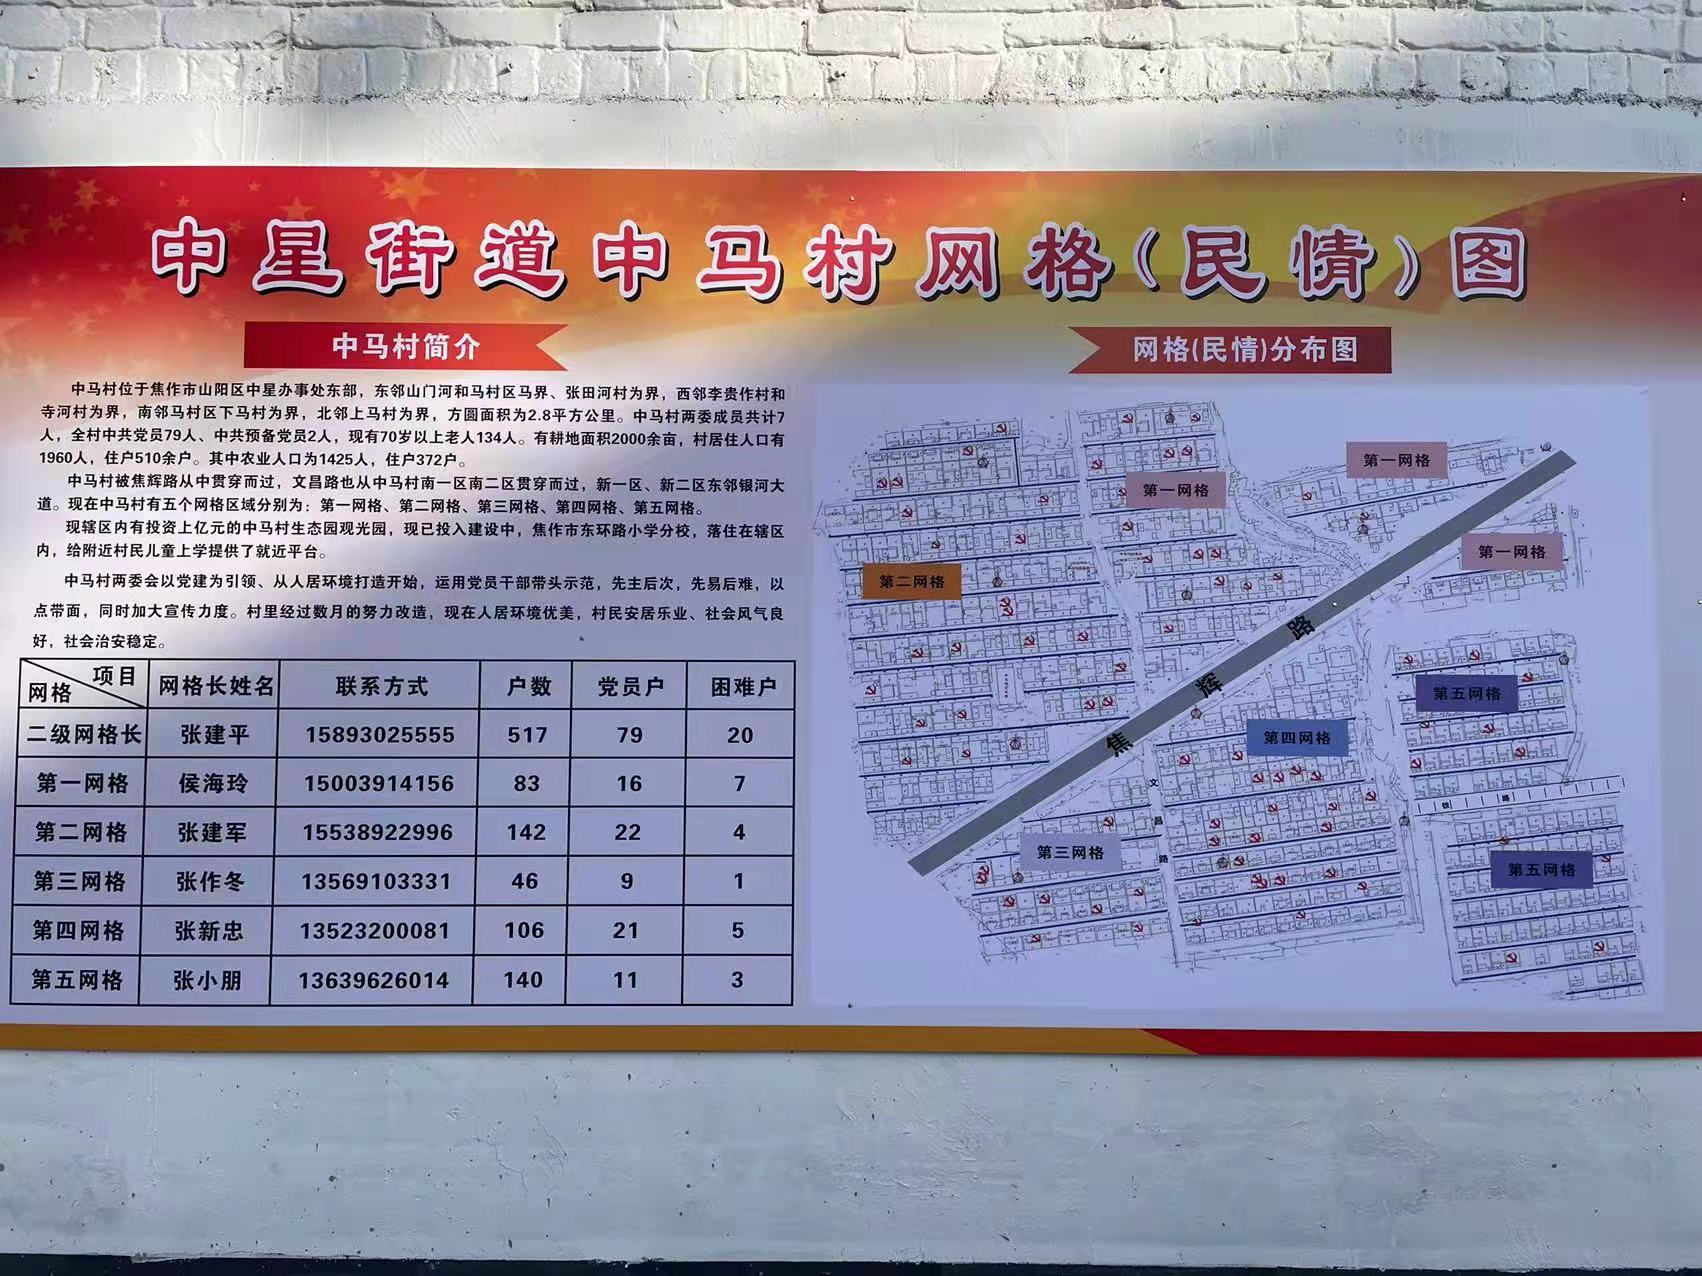 中星街道中马村网格(民情)图
中马村简介
中马村位于焦作市山阳区中星办事处东部，东邻山门河和马村区马界、张田河村为界，西邻李贵作村和
寺河村为界，南邻马村区下马村为界，北邻上马村为界，方圆面积为2.8平方公里。中马村两委成员共计7
人，全村中共党员79人、中共预备党员2人，现有70岁以上老人134人。有耕地面积2000余亩，村居住人口有
1960人，住户510余户。其中农业人口为1425人，住户372户。
中马村被焦辉路从中贯穿而过，文昌路也从中马村南一区南二区贯穿而过，新一区、新二区东邻银河大
道。现在中马村有五个网格区域分别为：第一网格、第二网格、第三网格、第四网格、第五网格。
现辖区内有投资上亿元的中马村生态园观光园，现已投入建设中，焦作市东环路小学分校，落住在辖区
内，给附近村民儿童上学提供了就近平台。
中马村两委会以党建为引领、从人居环境打造开始，运用党员干部带头示范，先主后次，先易后难，以
点带面，同时加大宣传力度。村里经过数月的努力改造，现在人居环境优美，村民安居乐业、社会风气良
好，社会治安稳定。
项目 网格 网格长姓名 联系方式 户数 党员户 困难户
二级网格长 张建平 15893025555 517 79 20
第一网格 侯海玲 15003914156 83 16 7
第二网格 张建军 15538922996 142 22 4
第三网格 张作冬 13569103331 46 9 1
第四网格 张新忠 13523200081 106 21 5
第五网格 张小朋 13639626014 140 11 3
网格(民情)分布图
第一网格
第一网格
第一网格
第二网格
焦辉路
第五网格
第四网格
文昌路
铁路
第三网格
第五网格